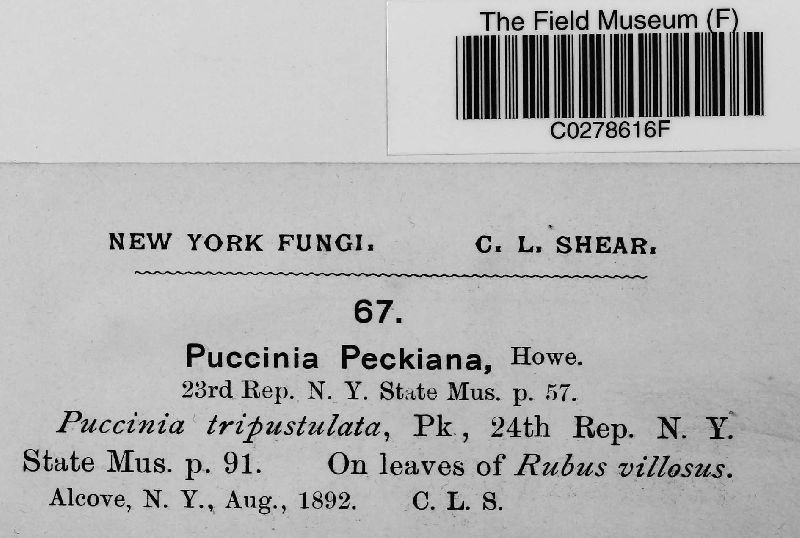 The Field Museum (F)
C0278616F
NEW YORK FUNGI. C. L. SHEAR.
67.
Puccinia Peckiana, Howe.
23rd Rep. N. Y. State Mus. p. 57.
Puccinia tripustulata, Pk., 24th Rep. N. Y.
State Mus. p. 91. On leaves of Rubus villosus.
Alcove, N. Y., Aug., 1892. C. L. S.